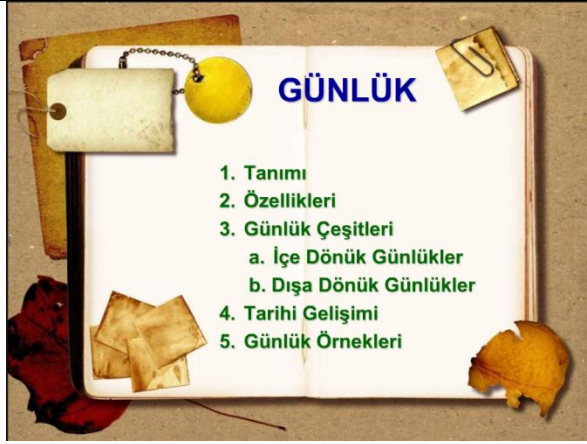 GÜNLÜK
1. Tanımı
2. Özellikleri
3. Günlük Çeşitleri
a. İçe Dönük Günlükler
b. Dışa Dönük Günlükler
4. Tarihi Gelişimi
5. Günlük Örnekleri